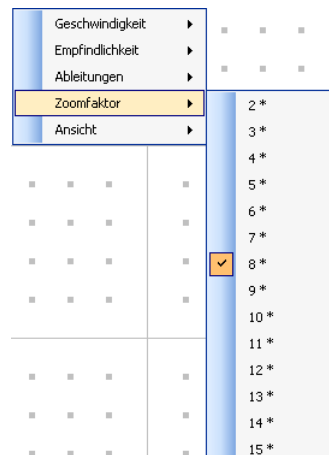 Geschwindigkeit
Empfindlichkeit
Ableitungen
Zoomfaktor
Ansicht
2 *
3 *
4 *
5 *
6 *
7 *
8 *
9 *
10 *
11 *
12 *
13 *
14 *
15 *